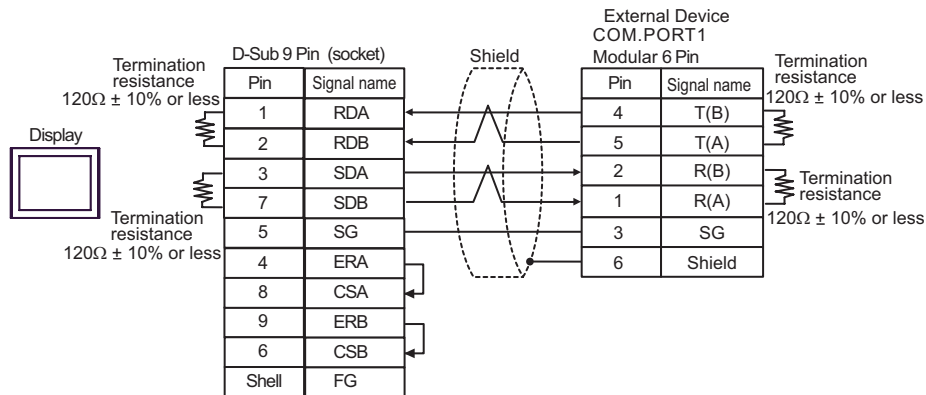 External Device
COM.PORT1
D-Sub 9 Pin (socket)
Shield
Modular 6 Pin
Termination
resistance
120Ω ± 10% or less
Pin Signal name
1 RDA
2 RDB
3 SDA
7 SDB
5 SG
4 ERA
8 CSA
9 ERB
6 CSB
Shell FG
Display
Termination
resistance
120Ω ± 10% or less
Pin Signal name
4 T(B)
5 T(A)
2 R(B)
1 R(A)
3 SG
6 Shield
Termination
resistance
120Ω ± 10% or less
Termination
resistance
120Ω ± 10% or less